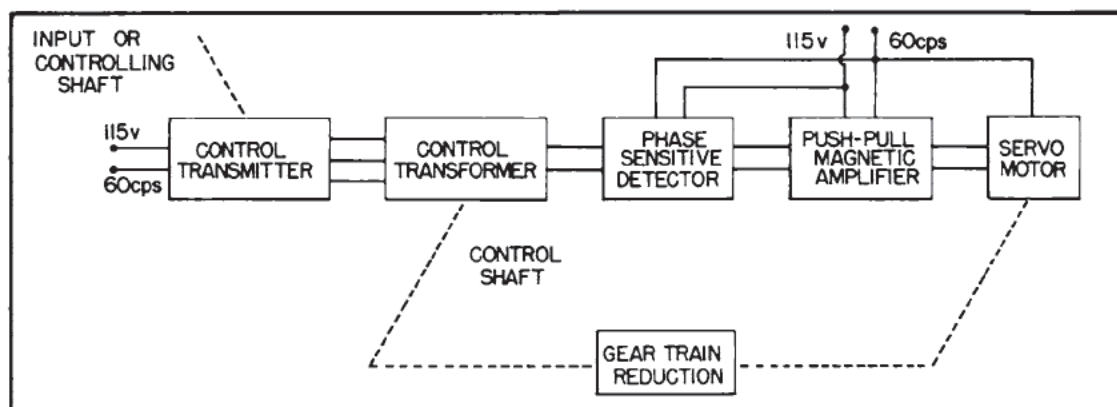 INPUT OR
CONTROLLING
SHAFT
115v
60cps
CONTROL
TRANSMITTER
CONTROL
TRANSFORMER
PHASE
SENSITIVE
DETECTOR
115v
60cps
PUSH-PULL
MAGNETIC
AMPLIFIER
SERVO
MOTOR
CONTROL
SHAFT
GEAR TRAIN
REDUCTION